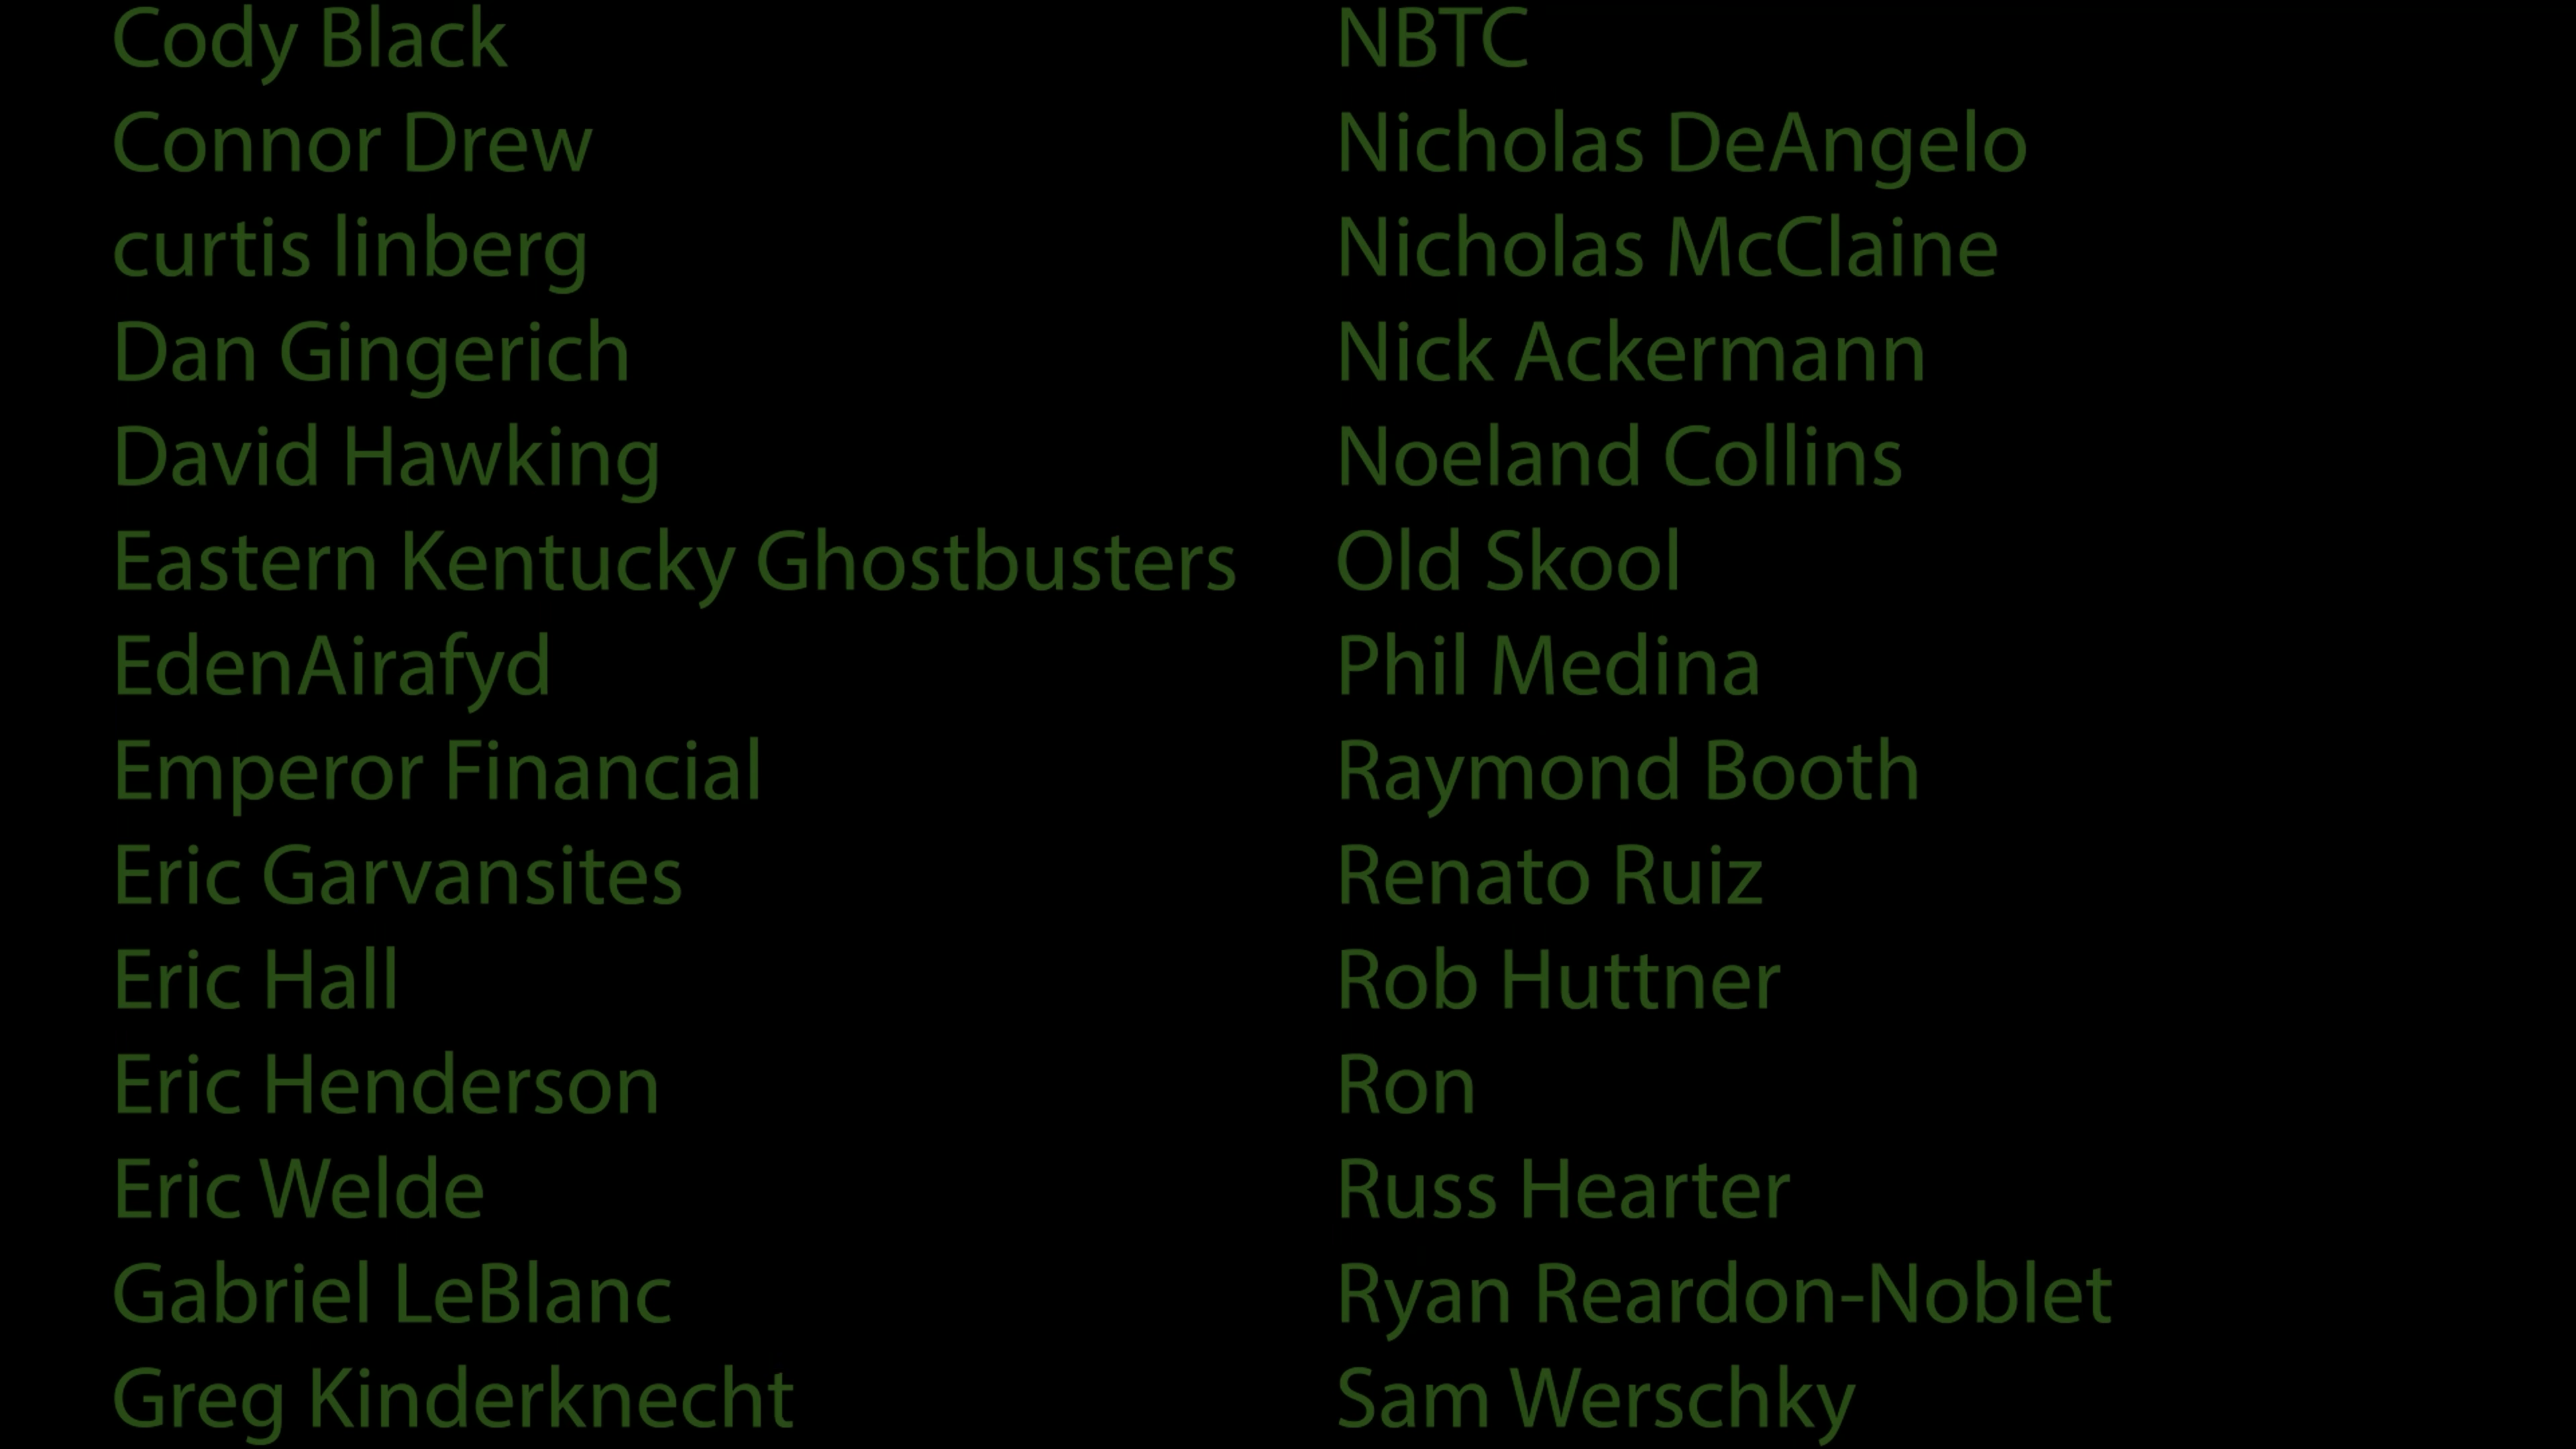 Cody Black
Connor Drew
curtis linberg
Dan Gingerich
David Hawking
Eastern Kentucky Ghostbusters
EdenAirafyd
Emperor Financial
Eric Garvansites
Eric Hall
Eric Henderson
Eric Welde
Gabriel LeBlanc
Greg Kinderknecht
NBTC
Nicholas DeAngelo
Nicholas McClaine
Nick Ackermann
Noeland Collins
Old Skool
Phil Medina
Raymond Booth
Renato Ruiz
Rob Huttner
Ron
Russ Hearter
Ryan Reardon-Noblet
Sam Werschky